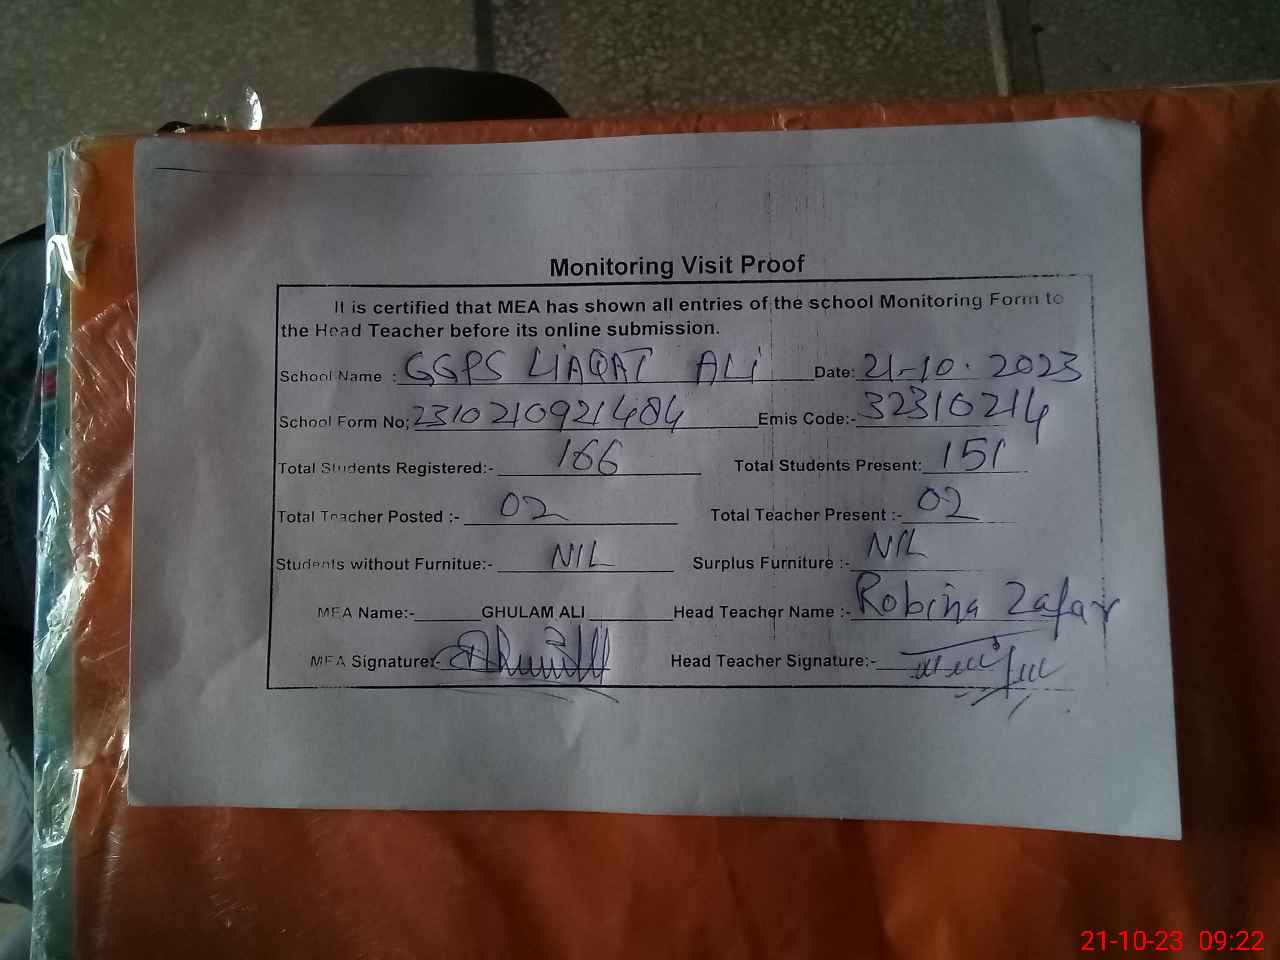 Monitoring Visit Proof
It is certified that MEA has shown all entries of the school Monitoring Form to
the Head Teacher before its online submission.
School Name : GGPS LIAQAT ALI Date: 21-10.2023
School Form No; 2310210921484 Emis Code:- 32310214
Total Students Registered:- 166 Total Students Present: 151
Total Teacher Posted :- 02 Total Teacher Present :- 02
Students without Furnitue:- NIL Surplus Furniture :- NIL
MEA Name:- GHULAM ALI Head Teacher Name :- Robina Zafar
MEA Signature:- Head Teacher Signature:-
21-10-23 09:22